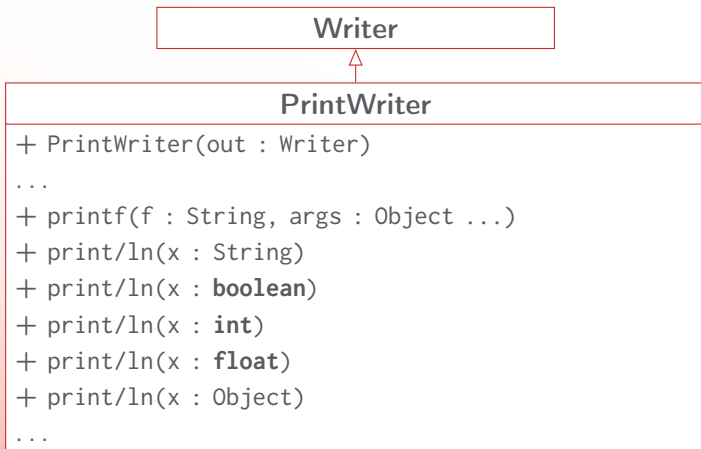 Writer
PrintWriter
+ PrintWriter(out : Writer)
...
+ printf(f : String, args : Object ...)
+ print/ln(x : String)
+ print/ln(x : boolean)
+ print/ln(x : int)
+ print/ln(x : float)
+ print/ln(x : Object)
...